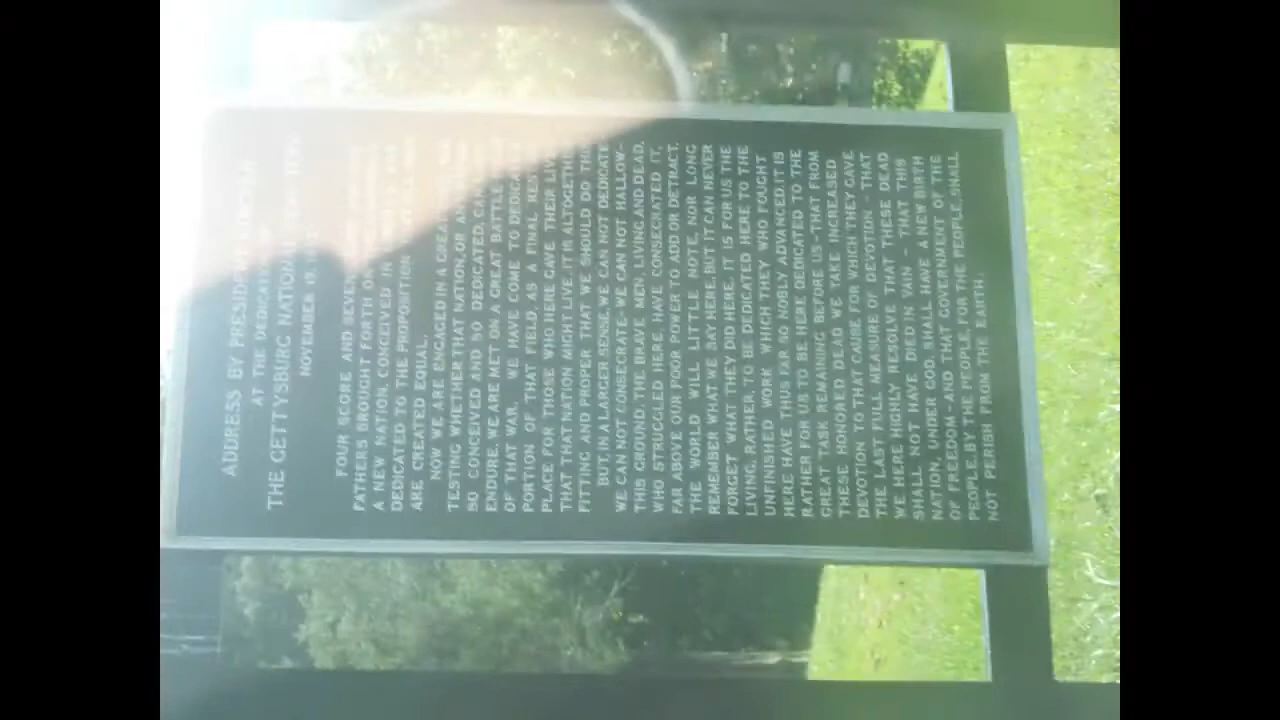 ADDRESS BY PRESIDENT LINCOLN
AT THE DEDICATION
THE GETTYSBURG NATIONAL
NOVEMBER 19,
FOUR SCORE AND SEVEN
FATHERS BROUGHT FORTH ON
A NEW NATION, CONCEIVED IN
DEDICATED TO THE PROPOSITION
ARE CREATED EQUAL.
NOW WE ARE ENGAGED IN A GREAT
TESTING WHETHER THAT NATION, OR
SO CONCEIVED AND SO DEDICATED, CAN
ENDURE. WE ARE MET ON A GREAT BATTLE
OF THAT WAR. WE HAVE COME TO DEDICATE
PORTION OF THAT FIELD, AS A FINAL
PLACE FOR THOSE WHO HERE GAVE THEIR LIVES
THAT THAT NATION MIGHT LIVE. IT IS ALTOGETHER
FITTING AND PROPER THAT WE SHOULD DO THIS
BUT, IN A LARGER SENSE, WE CAN NOT DEDICATE
WE CAN NOT CONSECRATE-WE CAN NOT HALLOW-
THIS GROUND. THE BRAVE MEN, LIVING AND DEAD,
WHO STRUGGLED HERE, HAVE CONSECRATED IT,
FAR ABOVE OUR POOR POWER TO ADD OR DETRACT.
THE WORLD WILL LITTLE NOTE, NOR LONG
REMEMBER WHAT WE SAY HERE, BUT IT CAN NEVER
FORGET WHAT THEY DID HERE. IT IS FOR US THE
LIVING, RATHER, TO BE DEDICATED HERE TO THE
UNFINISHED WORK WHICH THEY WHO FOUGHT
HERE HAVE THUS FAR SO NOBLY ADVANCED. IT IS
RATHER FOR US TO BE HERE DEDICATED TO THE
GREAT TASK REMAINING BEFORE US-THAT FROM
THESE HONORED DEAD WE TAKE INCREASED
DEVOTION TO THAT CAUSE FOR WHICH THEY GAVE
THE LAST FULL MEASURE OF DEVOTION - THAT
WE HERE HIGHLY RESOLVE THAT THESE DEAD
SHALL NOT HAVE DIED IN VAIN - THAT THIS
NATION, UNDER GOD, SHALL HAVE A NEW BIRTH
OF FREEDOM-AND THAT GOVERNMENT OF THE
PEOPLE, BY THE PEOPLE, FOR THE PEOPLE, SHALL
NOT PERISH FROM THE EARTH.